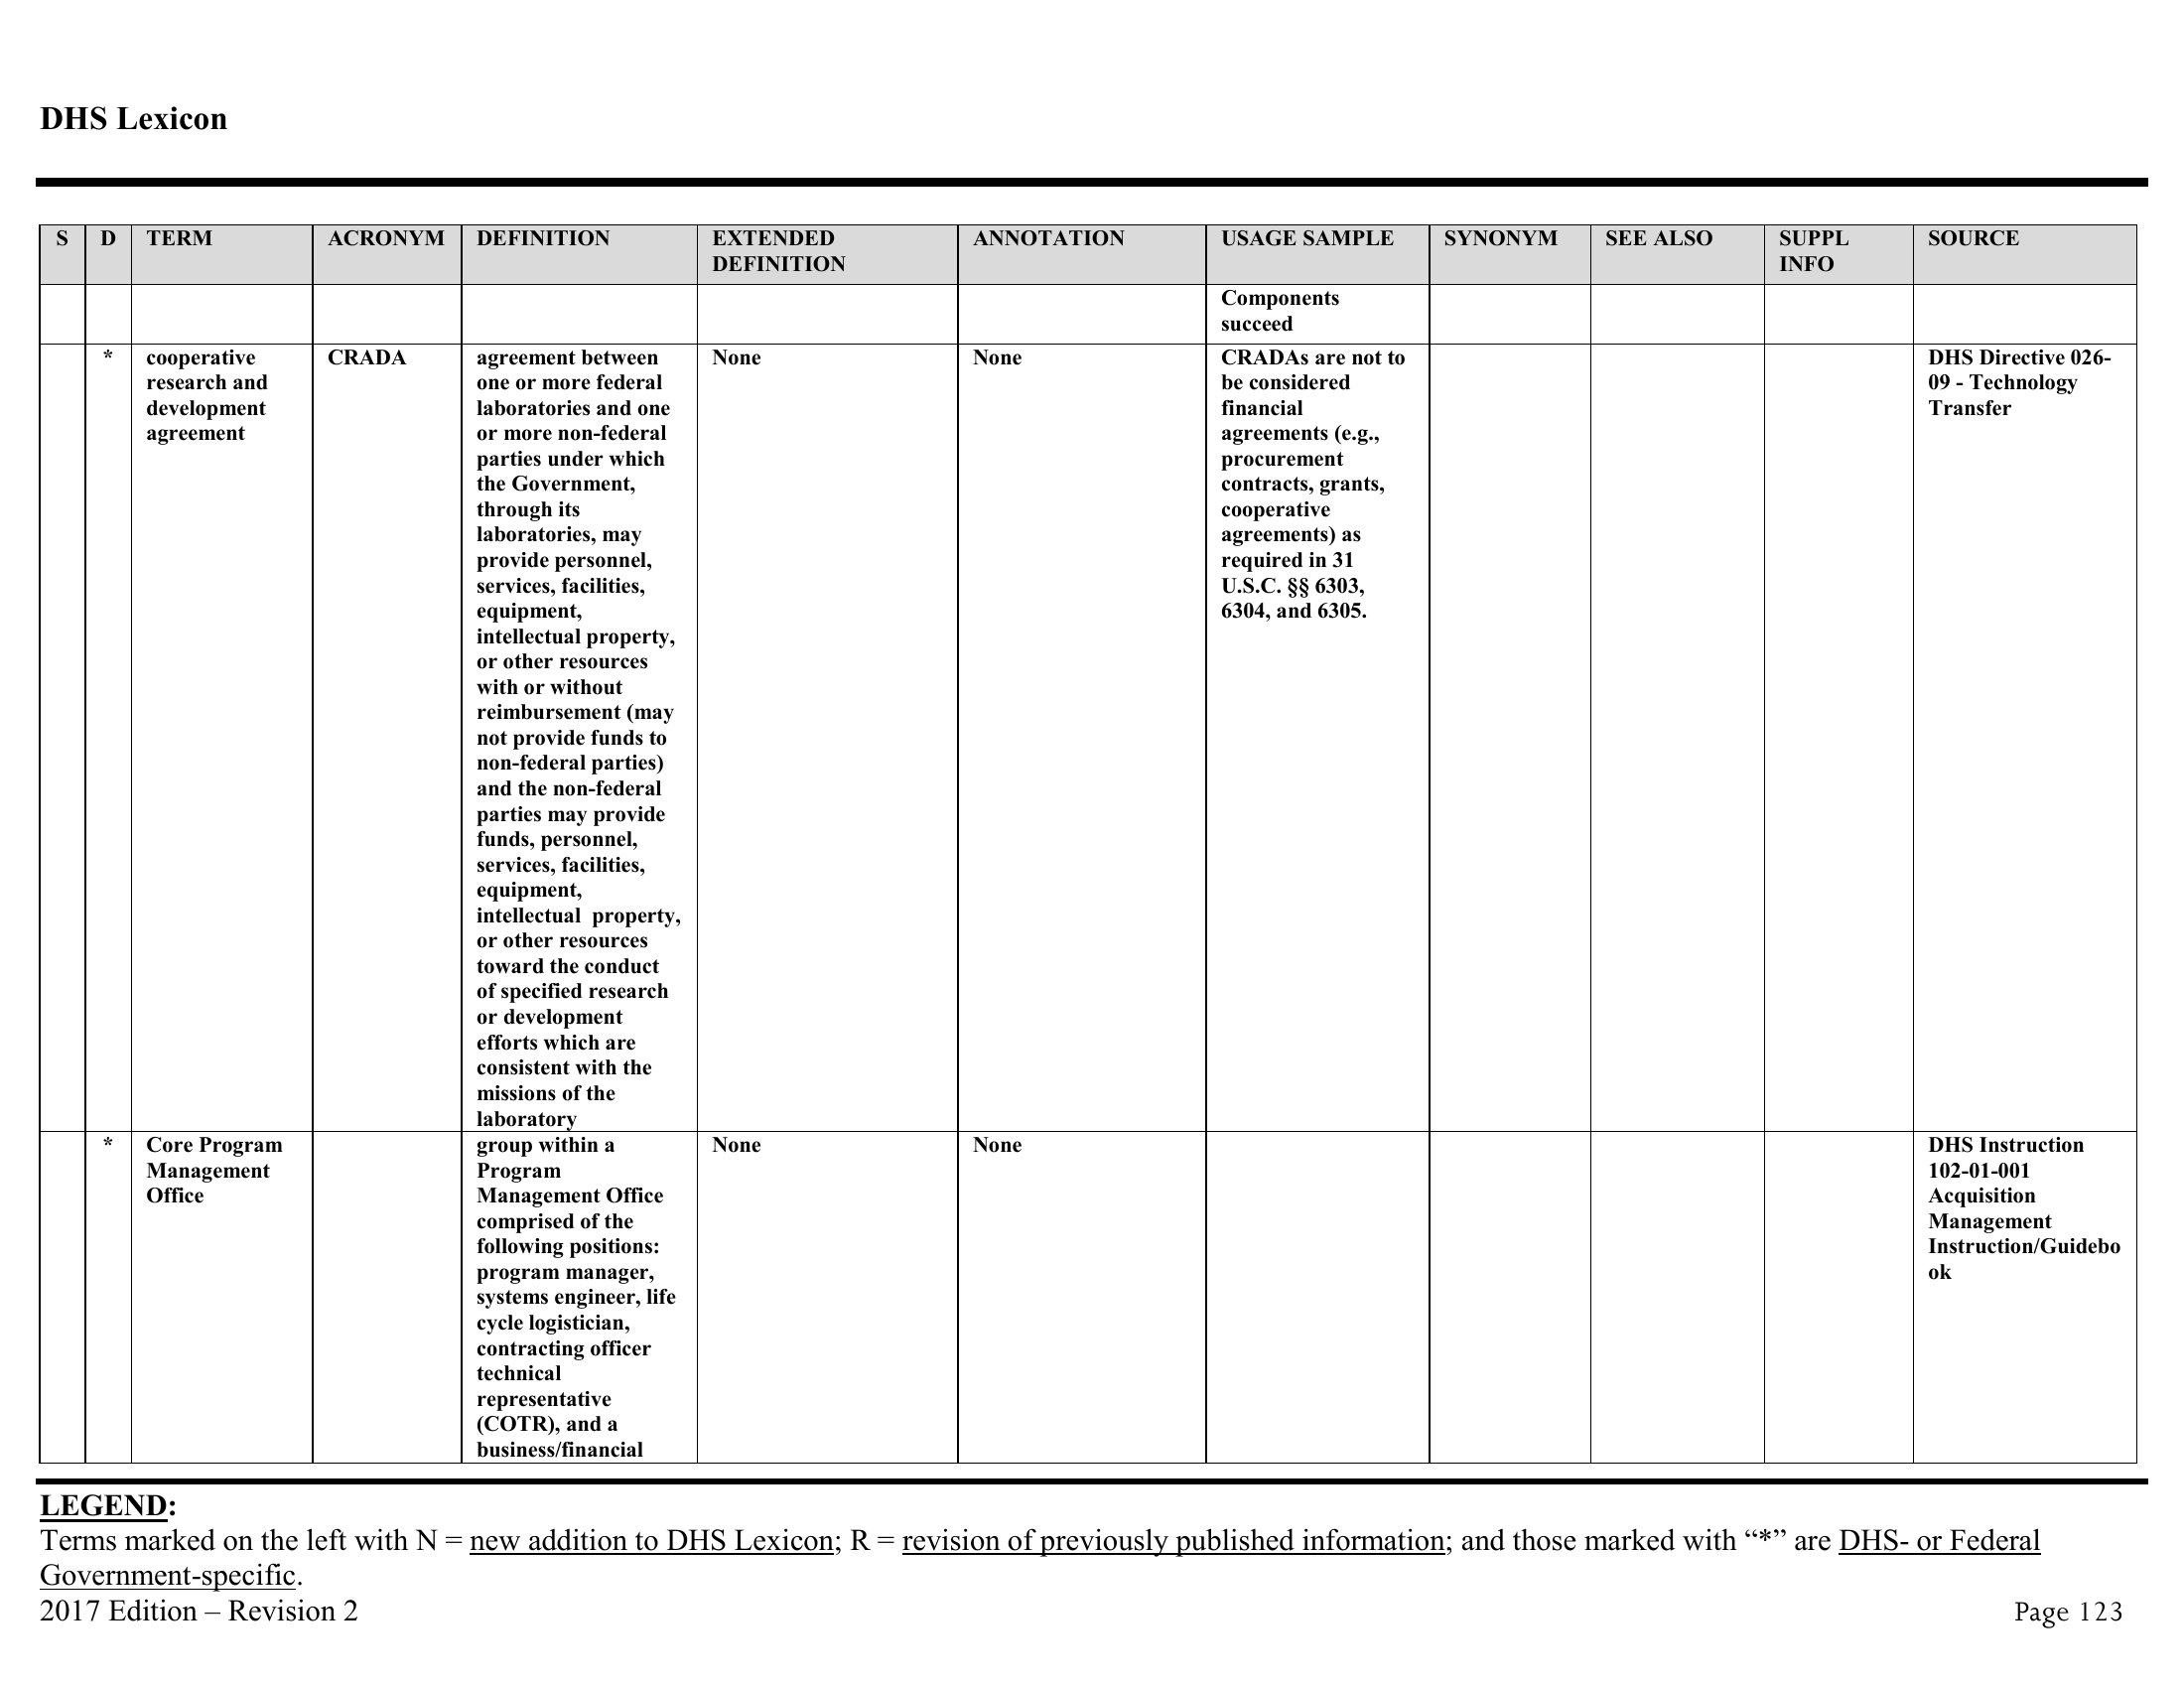 DHS Lexicon
S D TERM ACRONYM DEFINITION EXTENDED DEFINITION ANNOTATION USAGE SAMPLE SYNONYM SEE ALSO SUPPL INFO SOURCE
Components
succeed
*
cooperative
research and
development
agreement
CRADA
agreement between
one or more federal
laboratories and one
or more non-federal
parties under which
the Government,
through its
laboratories, may
provide personnel,
services, facilities,
equipment,
intellectual property,
or other resources
with or without
reimbursement (may
not provide funds to
non-federal parties)
and the non-federal
parties may provide
funds, personnel,
services, facilities,
equipment,
intellectual  property,
or other resources
toward the conduct
of specified research
or development
efforts which are
consistent with the
missions of the
laboratory
None
None
CRADAs are not to
be considered
financial
agreements (e.g.,
procurement
contracts, grants,
cooperative
agreements) as
required in 31
U.S.C. §§ 6303,
6304, and 6305.
DHS Directive 026-
09 - Technology
Transfer
*
Core Program
Management
Office
group within a
Program
Management Office
comprised of the
following positions:
program manager,
systems engineer, life
cycle logistician,
contracting officer
technical
representative
(COTR), and a
business/financial
None
None
DHS Instruction
102-01-001
Acquisition
Management
Instruction/Guidebo
ok
LEGEND:
Terms marked on the left with N = new addition to DHS Lexicon; R = revision of previously published information; and those marked with “*” are DHS- or Federal
Government-specific.
2017 Edition – Revision 2
Page 123